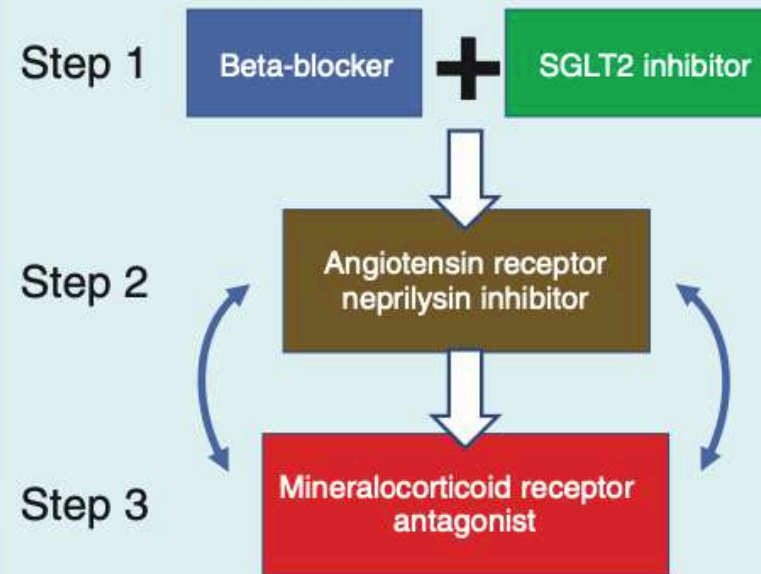 Step 1
Beta-blocker + SGLT2 inhibitor
Step 2
Angiotensin receptor
neprilysin inhibitor
Step 3
Mineralocorticoid receptor
antagonist